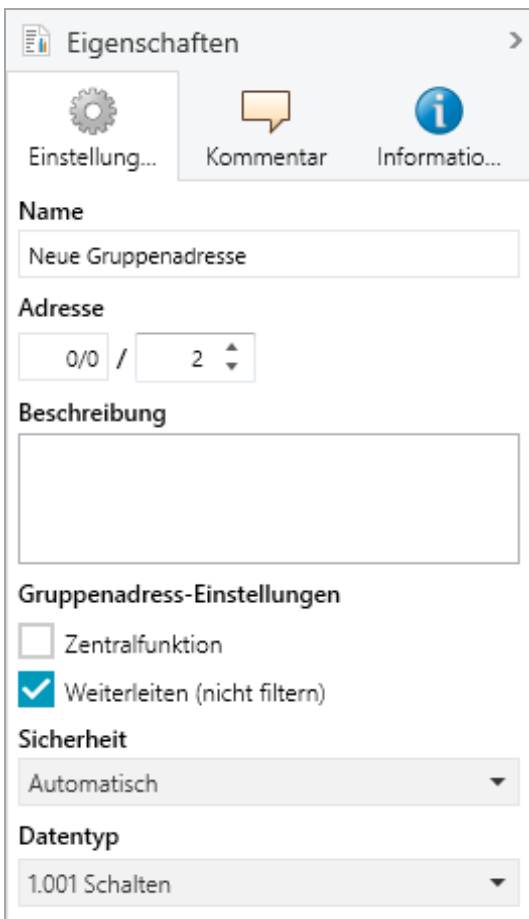 Eigenschaften
Einstellung... Kommentar Informatio...
Name
Neue Gruppenadresse
Adresse
0/0 / 2
Beschreibung
Gruppenadress-Einstellungen
Zentralfunktion
Weiterleiten (nicht filtern)
Sicherheit
Automatisch
Datentyp
1.001 Schalten